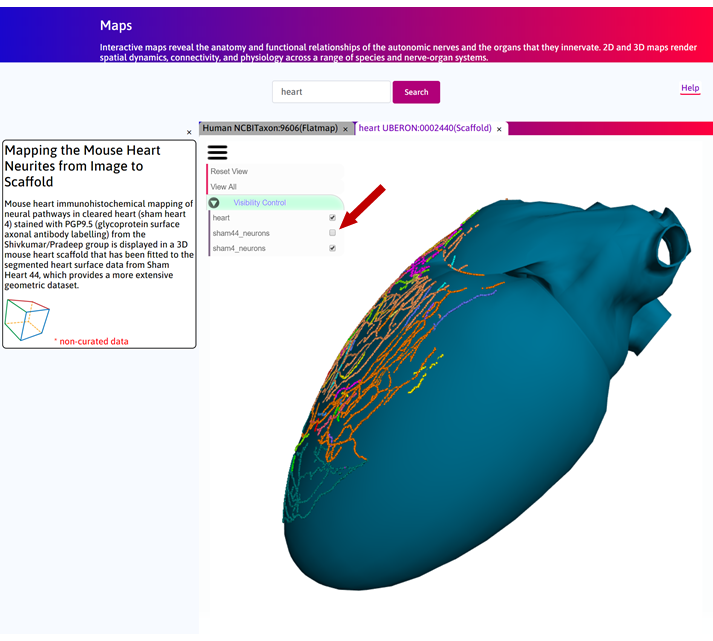 Maps
Interactive maps reveal the anatomy and functional relationships of the autonomic nerves and the organs that they innervate. 2D and 3D maps render
spatial dynamics, connectivity, and physiology across a range of species and nerve-organ systems.
heart
Search
Help
Human NCBITaxon:9606(Flatmap) × heart UBERON:0002440(Scaffold) ×
×
Mapping the Mouse Heart
Neurites from Image to
Scaffold
Mouse heart immunohistochemical mapping of
neural pathways in cleared heart (sham heart
4) stained with PGP9.5 (glycoprotein surface
axonal antibody labelling) from the
Shivkumar/Pradeep group is displayed in a 3D
mouse heart scaffold that has been fitted to the
segmented heart surface data from Sham
Heart 44, which provides a more extensive
geometric dataset.
* non-curated data
Reset View
View All
Visibility Control
heart
sham44_neurons
sham4_neurons